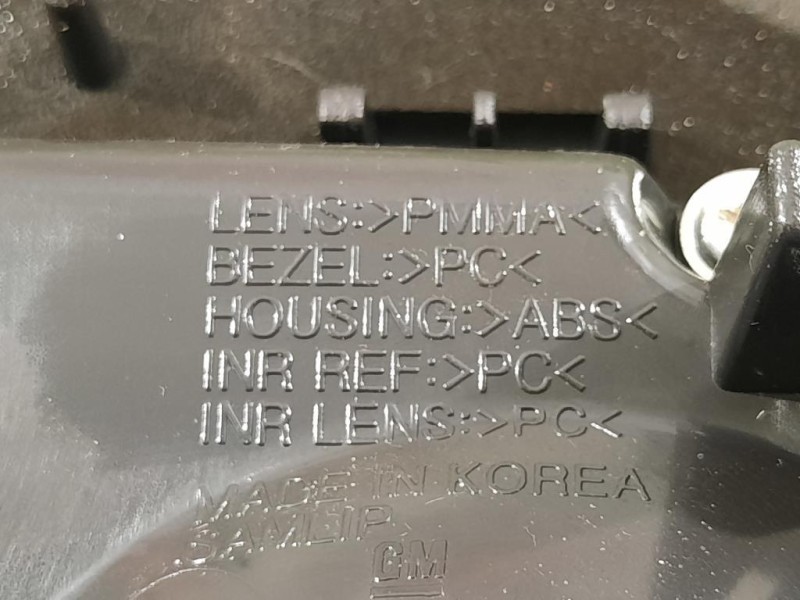 LENS:>PMMA<
BEZEL:>PC<
HOUSING:>ABS<
INR REF:>PC<
INR LENS:>PC<
MADE IN KOREA
SAMLIP
GM